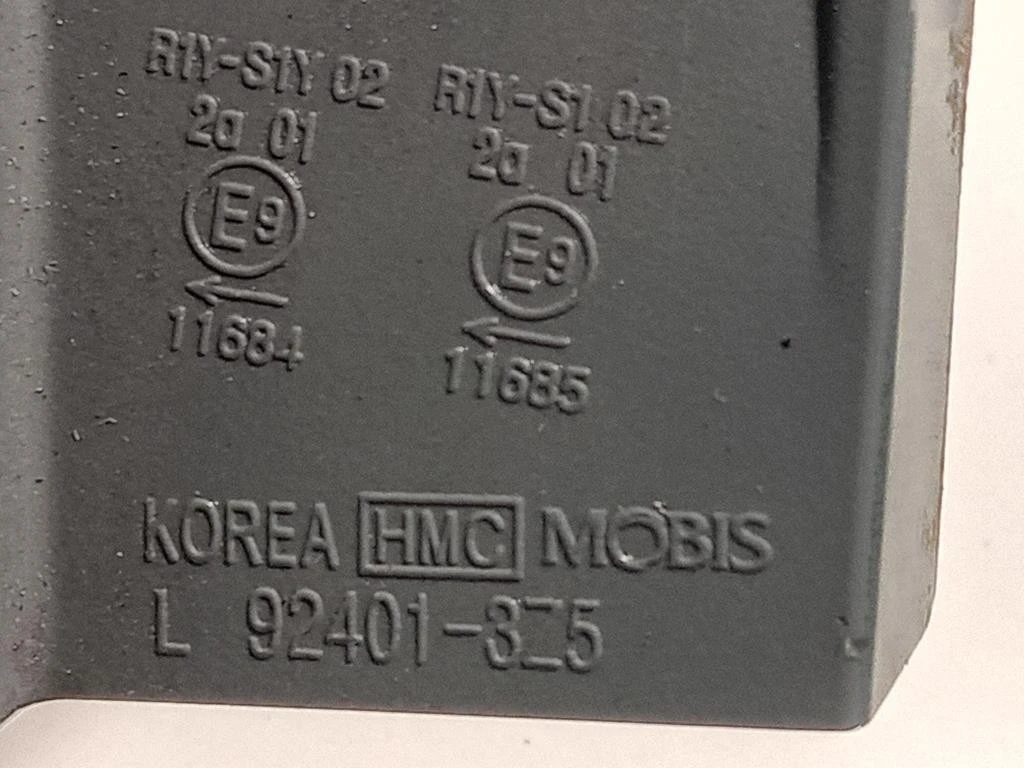 R1Y-S1Y 02
2a 01
E9
←
11684
R1Y-S1 02
2a 01
E9
←
11685
KOREA HMC MOBIS
L 92401-3Z5